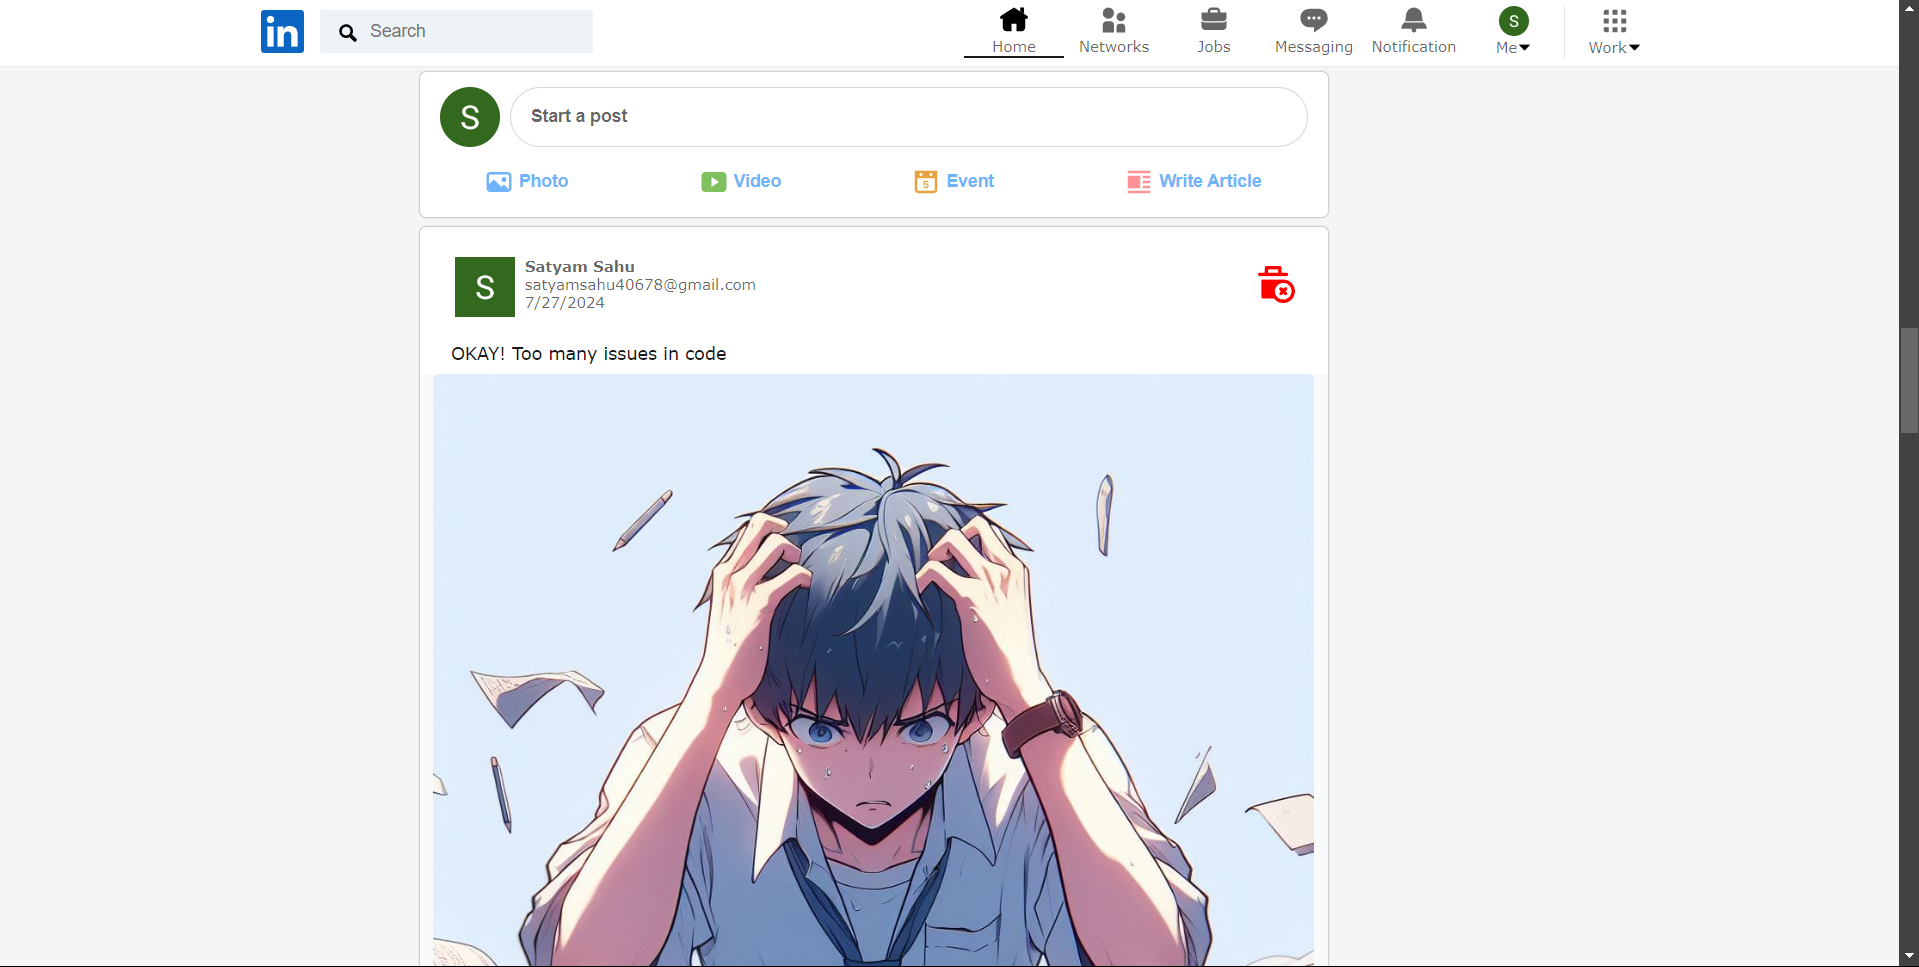 in
Search
Home
Networks
Jobs
Messaging
Notification
S
Me
Work
S
Start a post
Photo
Video
5
Event
Write Article
S
Satyam Sahu
satyamsahu40678@gmail.com
7/27/2024
OKAY! Too many issues in code